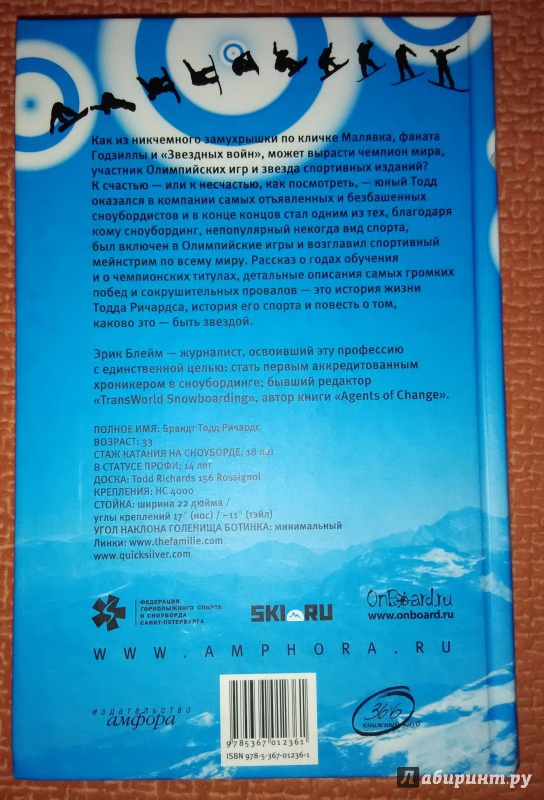 Как из никчемного замухрышки по кличке Малявка, фаната
Годзиллы и «Звездных войн», может вырасти чемпион мира,
участник Олимпийских игр и звезда спортивных изданий?
К счастью — или к несчастью, как посмотреть, — юный Тодд
оказался в компании самых отъявленных и безбашенных
сноубордистов и в конце концов стал одним из тех, благодаря
кому сноубординг, непопулярный некогда вид спорта,
был включен в Олимпийские игры и возглавил спортивный
мейнстрим по всему миру. Рассказ о годах обучения
и о чемпионских титулах, детальные описания самых громких
побед и сокрушительных провалов — это история жизни
Тодда Ричардса, история его спорта и повесть о том,
каково это — быть звездой.
Эрик Блейм — журналист, освоивший эту профессию
с единственной целью: стать первым аккредитованным
хроникером в сноубординге; бывший редактор
«TransWorld Snowboarding», автор книги «Agents of Change».
ПОЛНОЕ ИМЯ: Брандт Тодд Ричардс
ВОЗРАСТ: 33
СТАЖ КАТАНИЯ НА СНОУБОРДЕ: 18 лет
В СТАТУСЕ ПРОФИ: 14 лет
ДОСКА: Todd Richards 156 Rossignol
КРЕПЛЕНИЯ: HC 4000
СТОЙКА: ширина 22 дюйма /
углы креплений 17° (нос) / –11° (тэйл)
УГОЛ НАКЛОНА ГОЛЕНИЩА БОТИНКА: минимальный
Линки: www.thefamille.com
www.quicksilver.com
ФЕДЕРАЦИЯ
ГОРНОЛЫЖНОГО СПОРТА
И СНОУБОРДА
САНКТ-ПЕТЕРБУРГА
SKI RU
OnBoard.ru
www.onboard.ru
WWW.AMPHORA.RU
издательство
амфора
366
книжный клуб
9785367012361
ISBN 978-5-367-01236-1
Лабиринт.ру